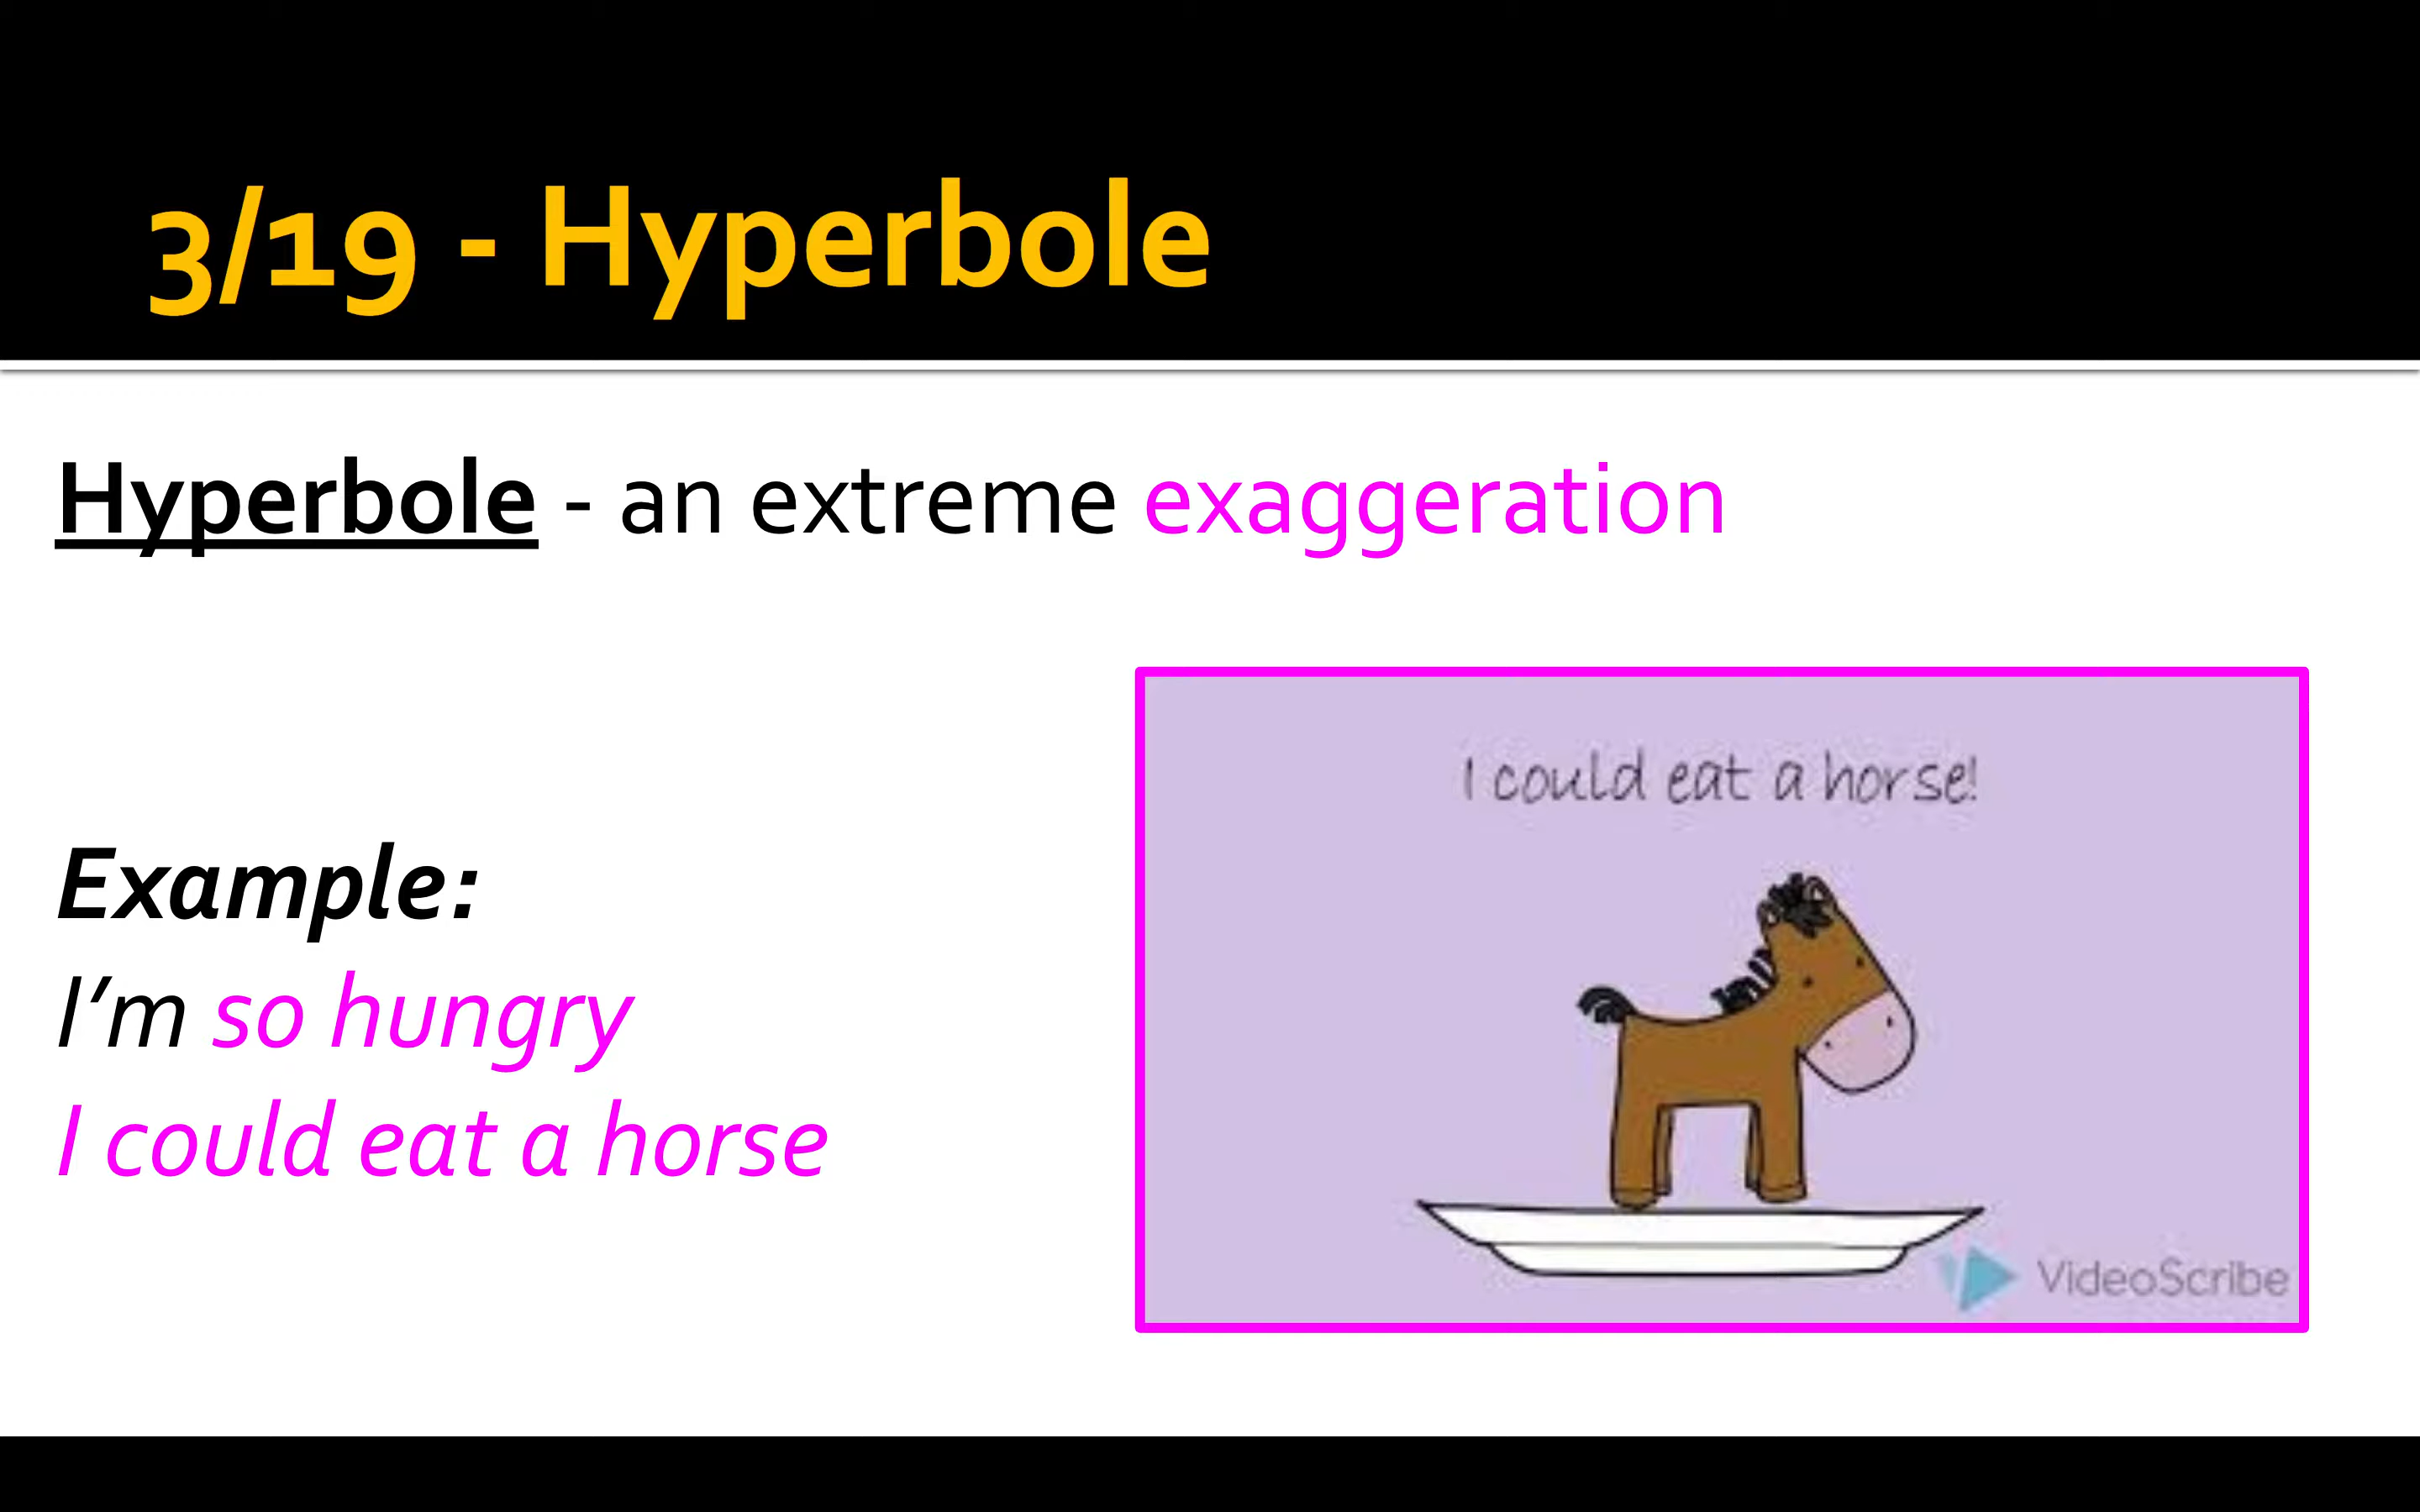 3/19 - Hyperbole
Hyperbole - an extreme exaggeration
Example:
I’m so hungry
I could eat a horse
I could eat a horse!
VideoScribe